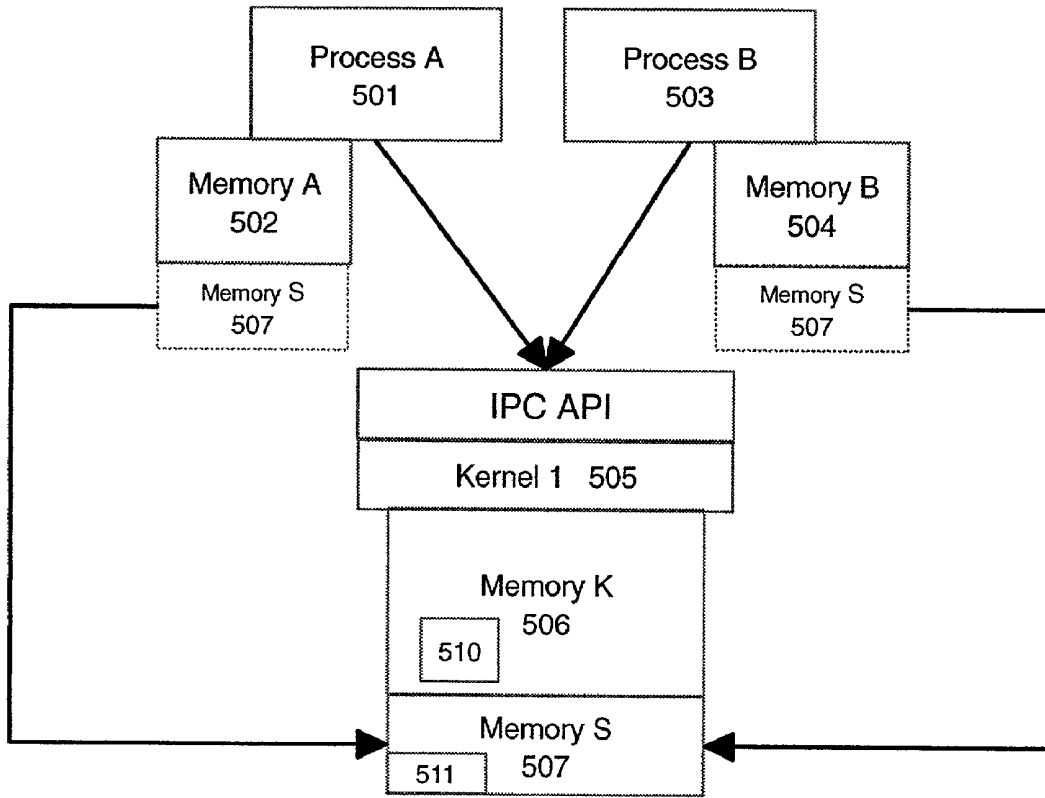 Process A
501
Process B
503
Memory A
502
Memory B
504
Memory S
507
Memory S
507
IPC API
Kernel 1 505
Memory K
506
510
Memory S
507
511